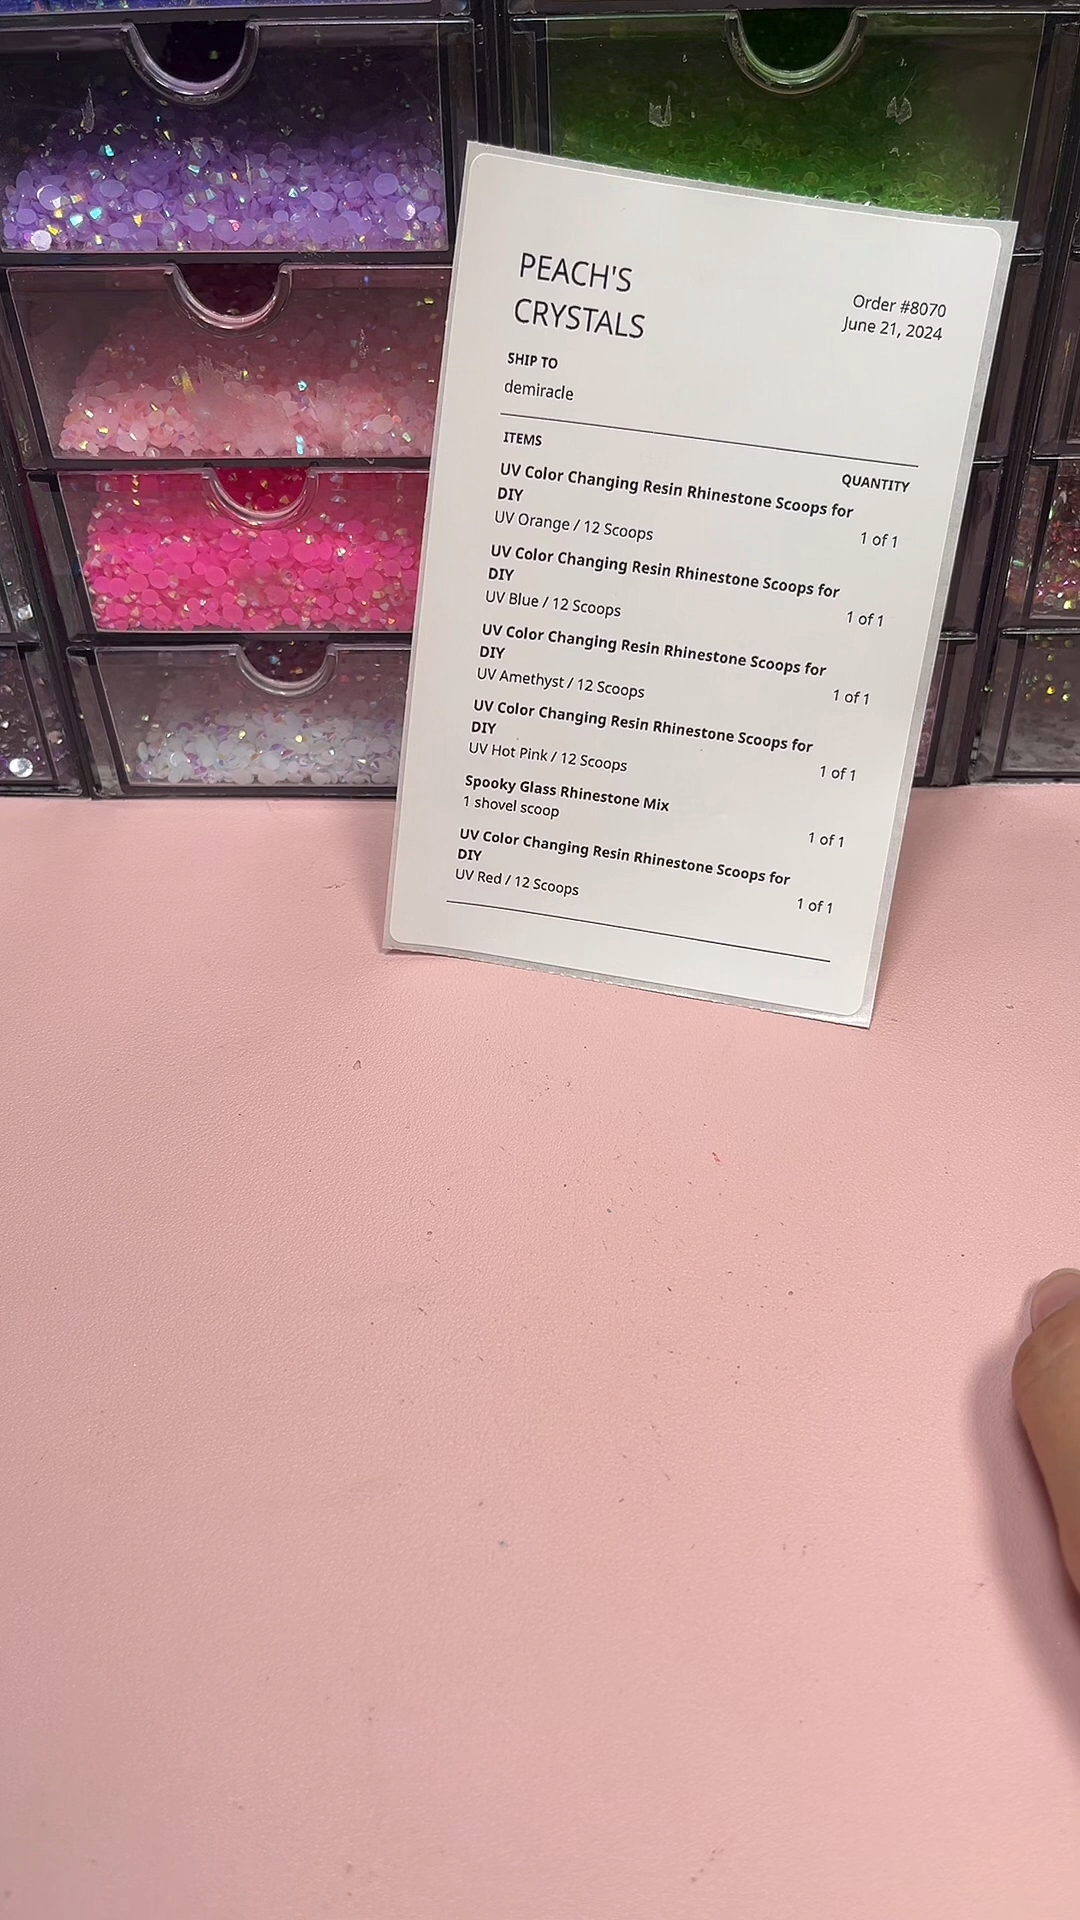 PEACH'S
CRYSTALS
Order #8070
June 21, 2024
SHIP TO
demiracle
ITEMS
QUANTITY
UV Color Changing Resin Rhinestone Scoops for
DIY
UV Orange / 12 Scoops
1 of 1
UV Color Changing Resin Rhinestone Scoops for
DIY
UV Blue / 12 Scoops
1 of 1
UV Color Changing Resin Rhinestone Scoops for
DIY
UV Amethyst / 12 Scoops
1 of 1
UV Color Changing Resin Rhinestone Scoops for
DIY
UV Hot Pink / 12 Scoops
1 of 1
Spooky Glass Rhinestone Mix
1 shovel scoop
1 of 1
UV Color Changing Resin Rhinestone Scoops for
DIY
UV Red / 12 Scoops
1 of 1